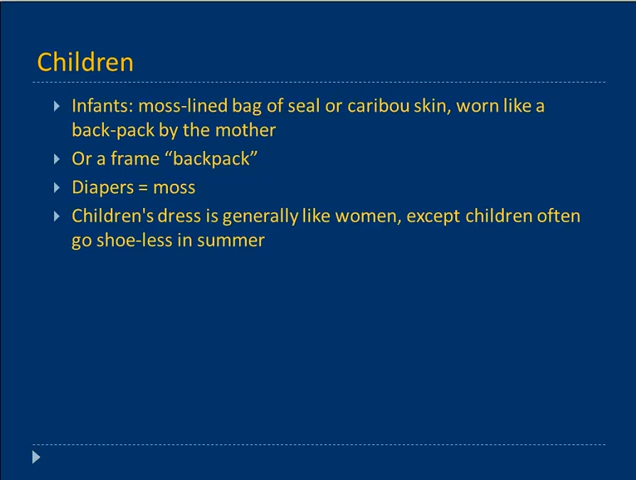 Children
Infants: moss-lined bag of seal or caribou skin, worn like a
back-pack by the mother
Or a frame “backpack”
Diapers = moss
Children's dress is generally like women, except children often
go shoe-less in summer